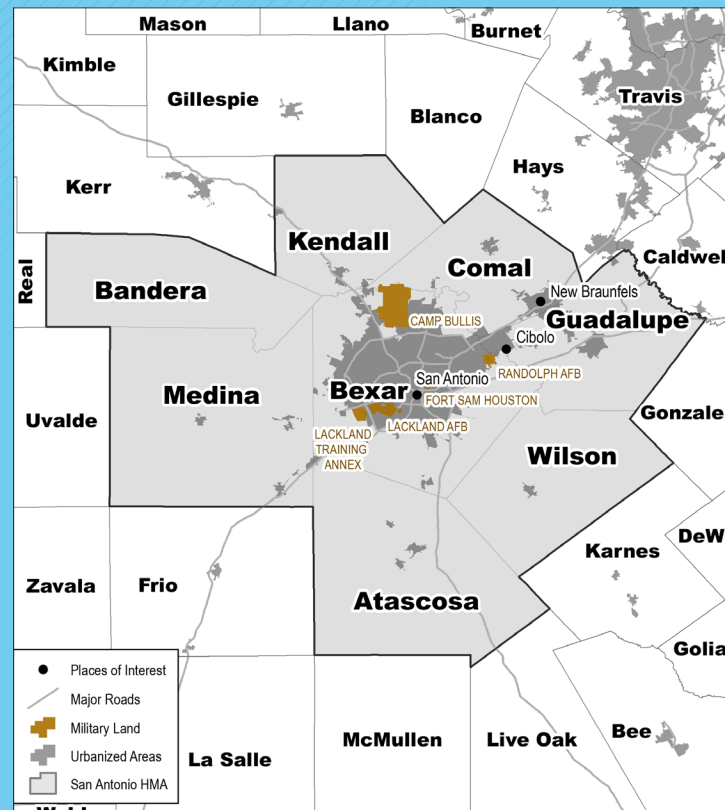 Mason
Llano
Burnet
Kimble
Gillespie
Travis
Blanco
Hays
Kerr
Kendall
Comal
Caldwel
Real
Bandera
New Braunfels
Guadalupe
CAMP BULLIS
Cibolo
RANDOLPH AFB
Medina
Bexar
San Antonio
FORT SAM HOUSTON
Uvalde
Gonzale
LACKLAND AFB
LACKLAND
TRAINING
ANNEX
Wilson
DeW
Karnes
Zavala
Frio
Atascosa
Golia
Places of Interest
Major Roads
Military Land
Urbanized Areas
San Antonio HMA
La Salle
McMullen
Live Oak
Bee